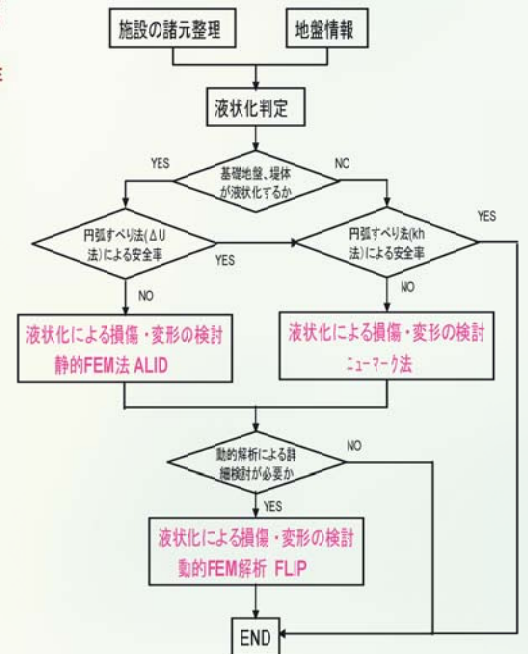 施設の諸元整理
地盤情報
液状化判定
YES
NO
基礎地盤、堤体
が液状化するか
円弧すべり法(ΔU
法)による安全率
YES
円弧すべり法(kh
法)による安全率
YES
NO
NO
液状化による損傷・変形の検討
静的FEM法 ALID
液状化による損傷・変形の検討
ニューマーク法
動的解析による詳
細検討が必要か
NO
YES
液状化による損傷・変形の検討
動的FEM解析 FLIP
END